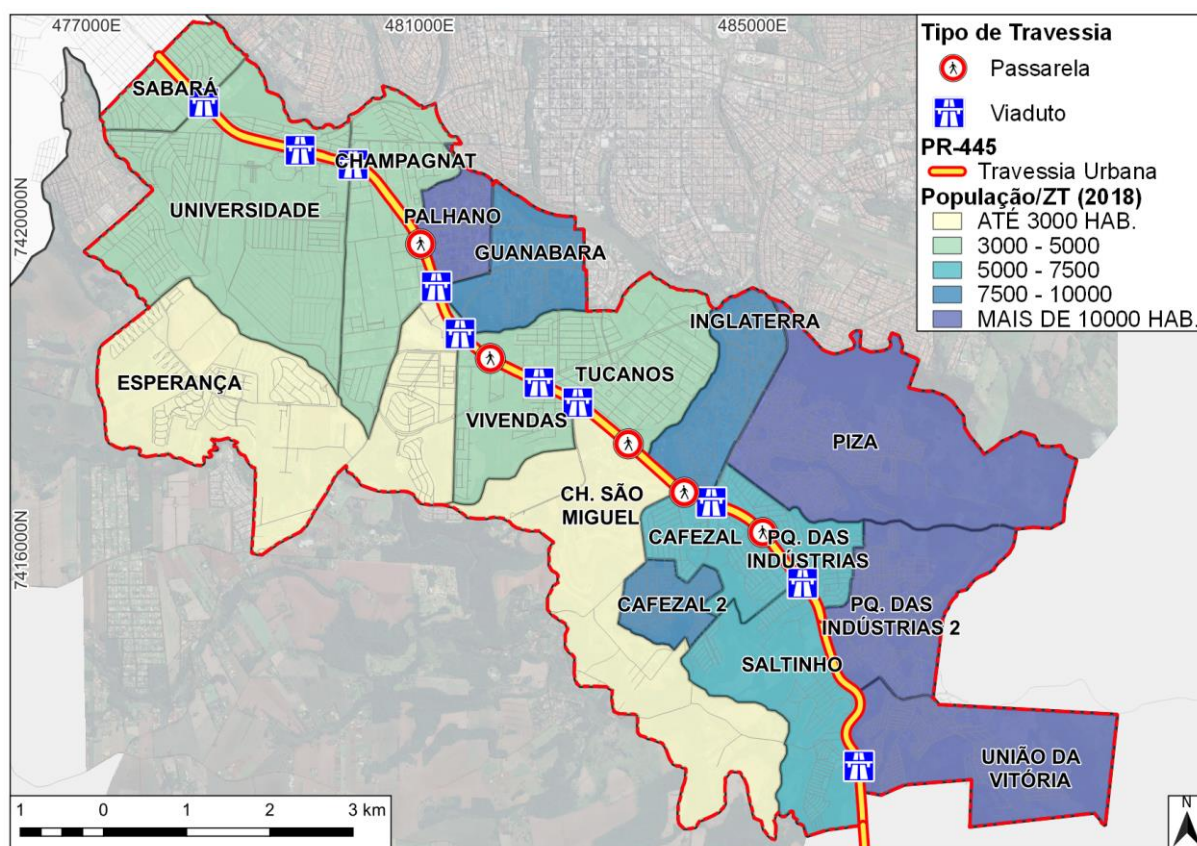 477000E
481000E
485000E
7420000N
7416000N
Tipo de Travessia
Passarela
Viaduto
PR-445
Travessia Urbana
População/ZT (2018)
ATÉ 3000 HAB.
3000 - 5000
5000 - 7500
7500 - 10000
MAIS DE 10000 HAB.
SABARÁ
CHAMPAGNAT
UNIVERSIDADE
PALHANO
GUANABARA
INGLATERRA
ESPERANÇA
TUCANOS
VIVENDAS
PIZA
CH. SÃO
MIGUEL
CAFEZAL
PQ. DAS
INDÚSTRIAS
CAFEZAL 2
PQ. DAS
INDÚSTRIAS 2
SALTINHO
UNIÃO DA
VITÓRIA
1 0 1 2 3 km
N